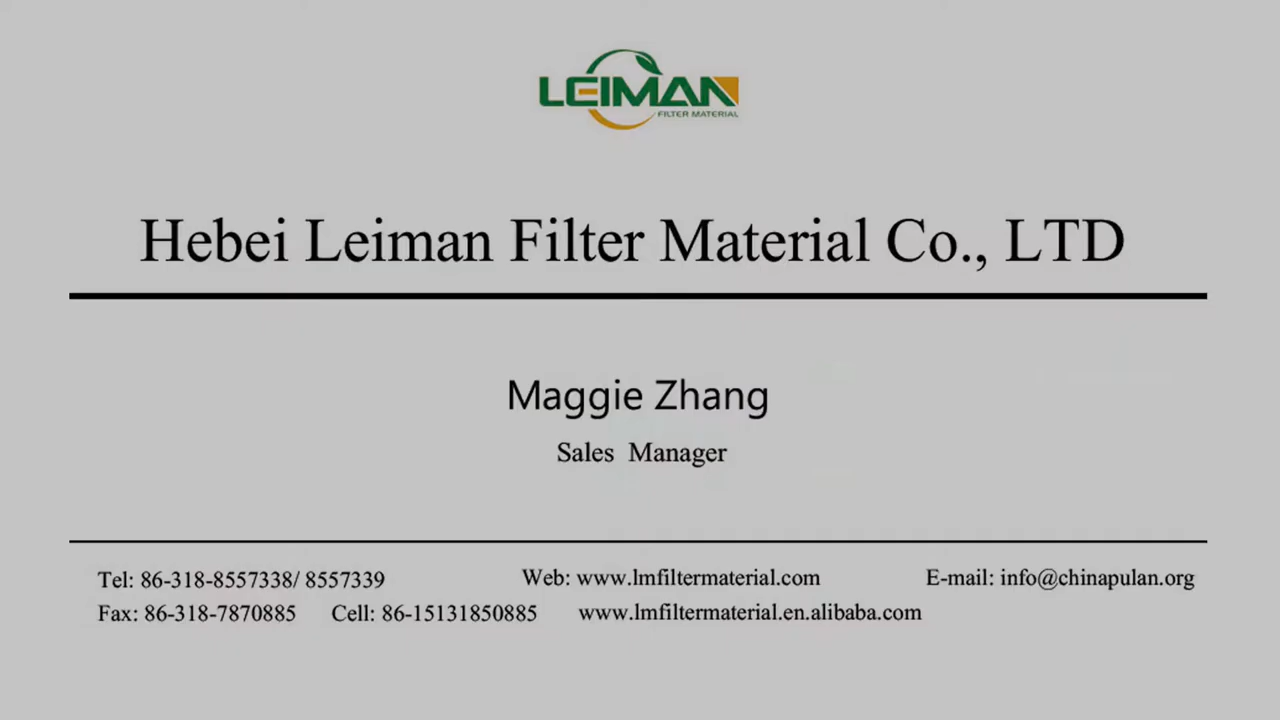 LEIMAN
FILTER MATERIAL
Hebei Leiman Filter Material Co., LTD
Maggie Zhang
Sales Manager
Tel: 86-318-8557338/ 8557339 Web: www.lmfiltermaterial.com E-mail: info@chinapulan.org
Fax: 86-318-7870885 Cell: 86-15131850885 www.lmfiltermaterial.en.alibaba.com